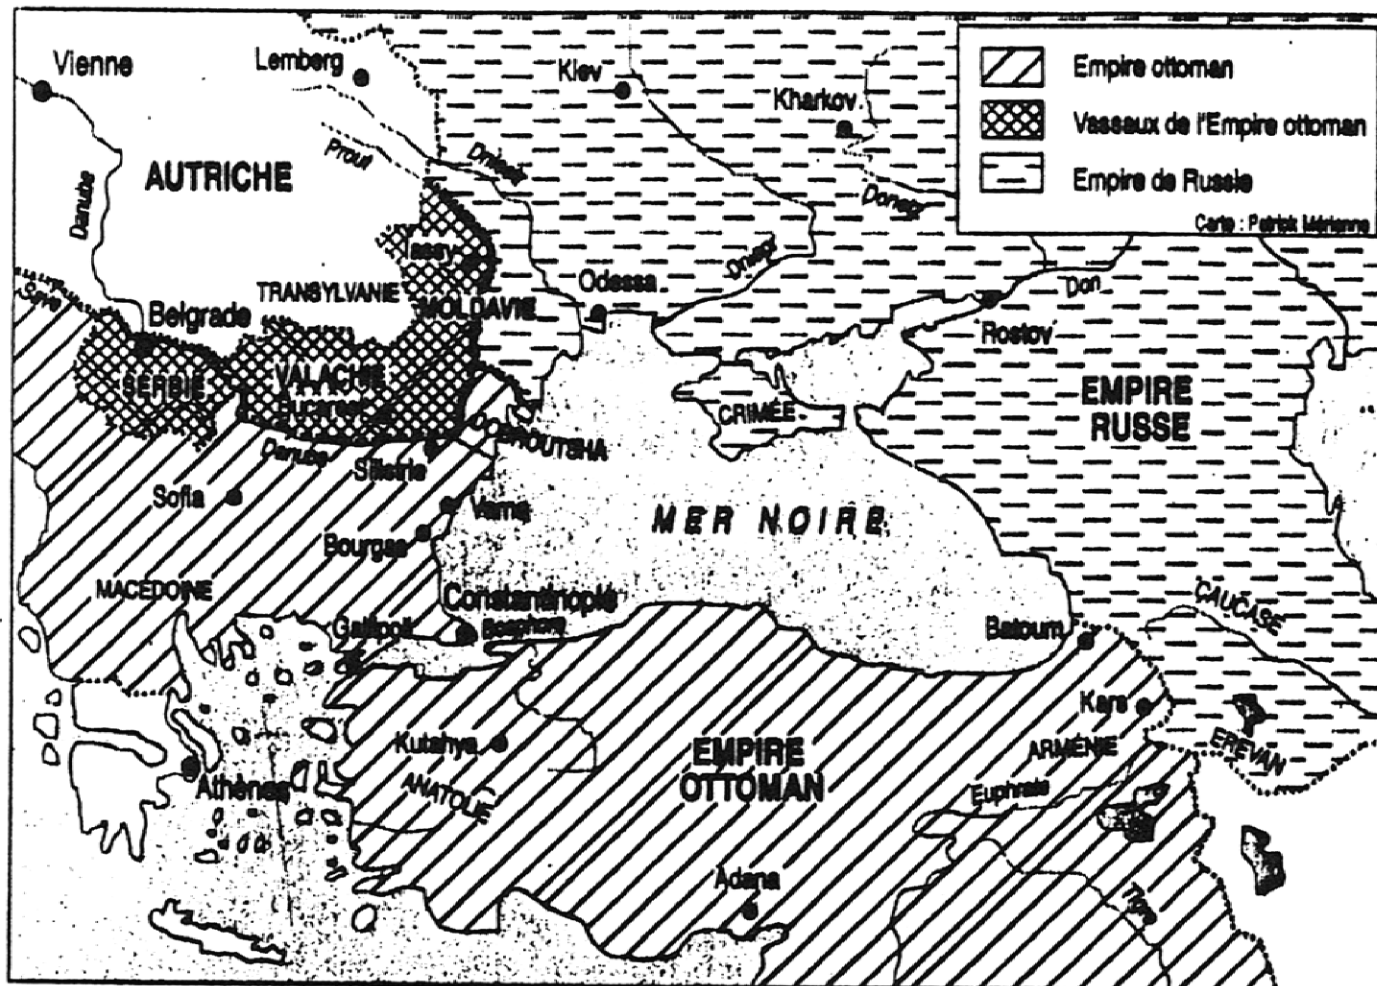 Vienne
Lemberg
Kiev
Kharkov
Empire ottoman
Vassaux de l'Empire ottoman
Empire de Russie
Carte : Patrick Mérienne
AUTRICHE
Danube
Prout
Dniestr
Donetz
Dniepr
Iassy
TRANSYLVANIE
MOLDAVIE
Odessa
Don
Rostov
Save
Belgrade
SERBIE
VALACHIE
Bucarest
CRIMÉE
EMPIRE
RUSSE
DOBROUTSHA
Danube
Silistrie
Sofia
Varna
Bourgas
MER NOIRE
MACEDOINE
Constantinople
Bosphore
Gallipoli
Batoum
CAUCASE
Kars
EREVAN
Kutahya
ANATOLIE
EMPIRE
OTTOMAN
ARMÉNIE
Euphrate
Athènes
Adana
Tigre